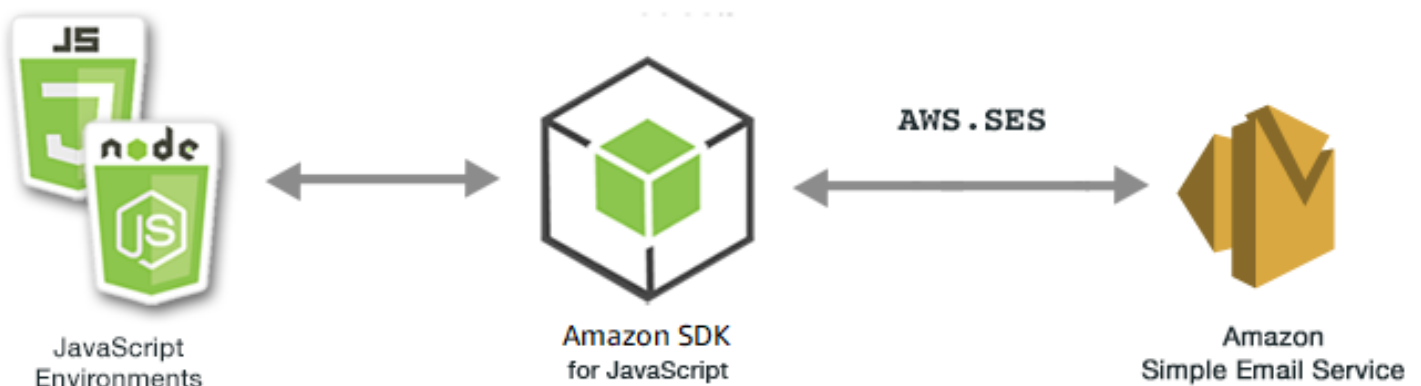 JS
node
JS
AWS.SES
JavaScript
Environments
Amazon SDK
for JavaScript
Amazon
Simple Email Service